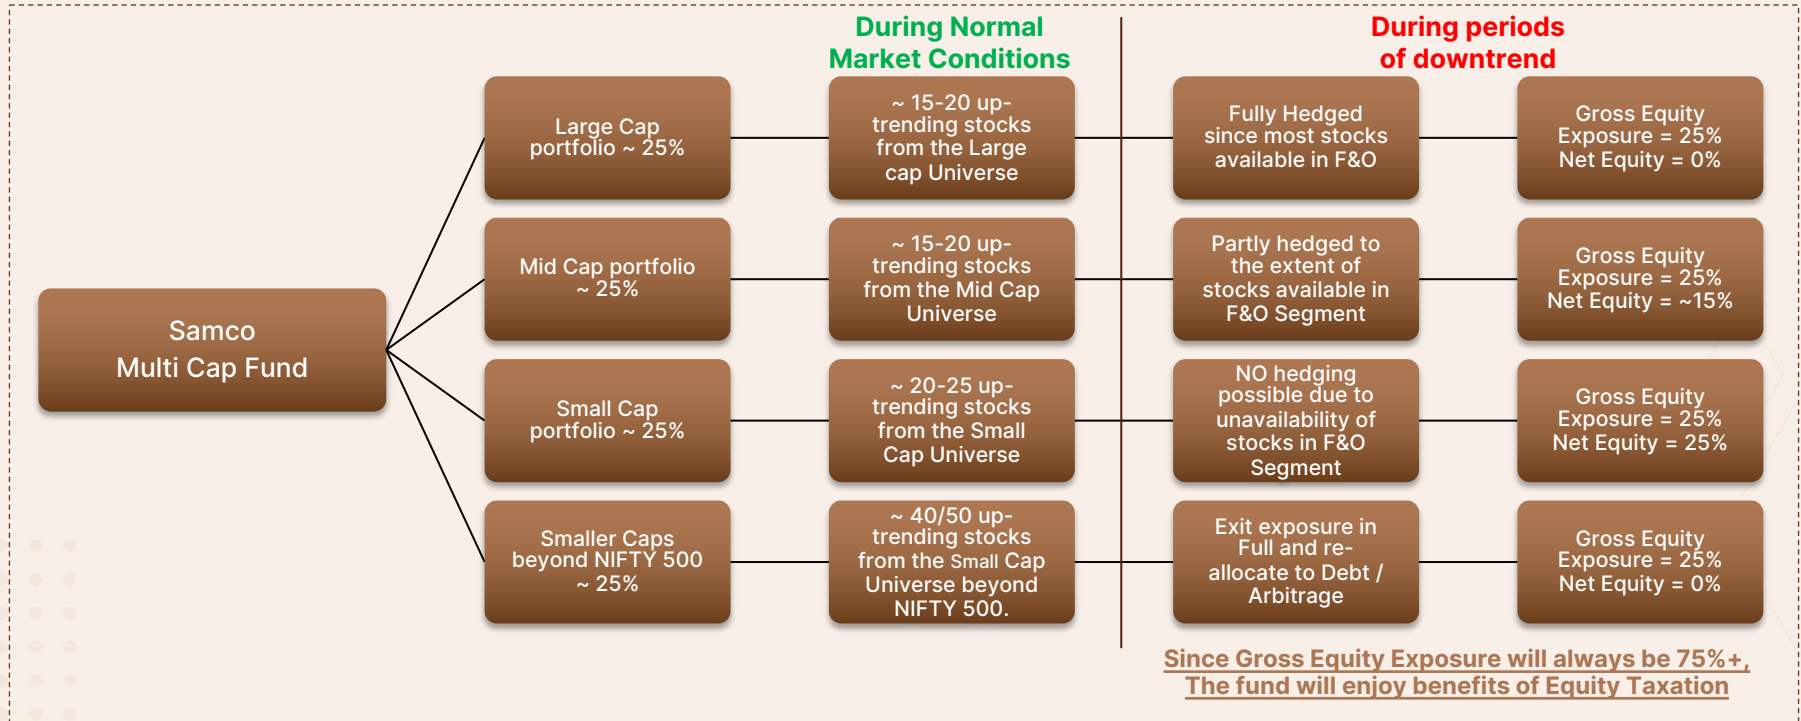 During Normal
Market Conditions
During periods
of downtrend
Samco
Multi Cap Fund
Large Cap
portfolio ~ 25%
~ 15-20 up-
trending stocks
from the Large
cap Universe
Fully Hedged
since most stocks
available in F&O
Gross Equity
Exposure = 25%
Net Equity = 0%
Mid Cap portfolio
~ 25%
~ 15-20 up-
trending stocks
from the Mid Cap
Universe
Partly hedged to
the extent of
stocks available in
F&O Segment
Gross Equity
Exposure = 25%
Net Equity = ~15%
Small Cap
portfolio ~ 25%
~ 20-25 up-
trending stocks
from the Small
Cap Universe
NO hedging
possible due to
unavailability of
stocks in F&O
Segment
Gross Equity
Exposure = 25%
Net Equity = 25%
Smaller Caps
beyond NIFTY 500
~ 25%
~ 40/50 up-
trending stocks
from the Small Cap
Universe beyond
NIFTY 500.
Exit exposure in
Full and re-
allocate to Debt /
Arbitrage
Gross Equity
Exposure = 25%
Net Equity = 0%
Since Gross Equity Exposure will always be 75%+,
The fund will enjoy benefits of Equity Taxation